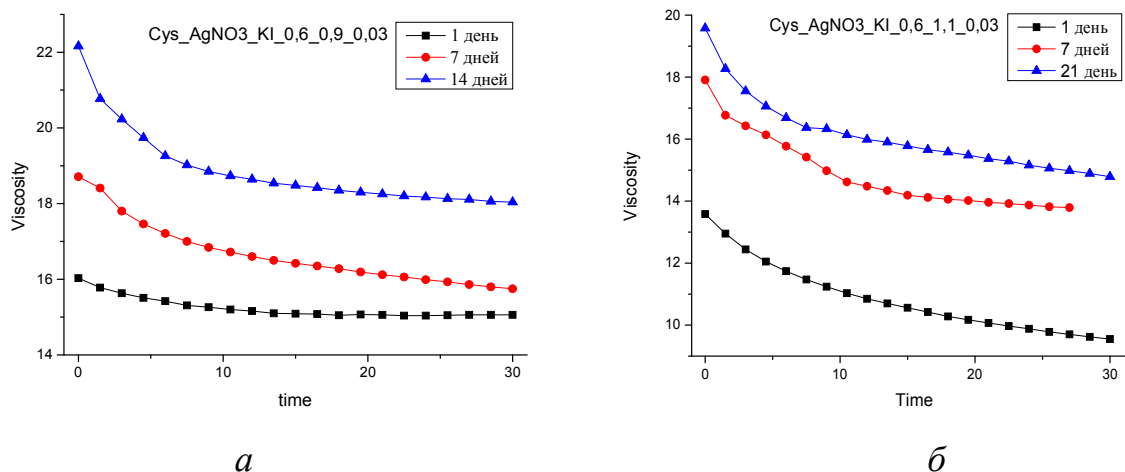 Cys_AgNO3_KI_0,6_0,9_0,03
1 день
7 дней
14 дней
22
20
18
16
14
Viscosity
0
10
20
30
time
а
Cys_AgNO3_KI_0,6_1,1_0,03
1 день
7 дней
21 день
20
18
16
14
12
10
Viscosity
0
10
20
30
Time
б